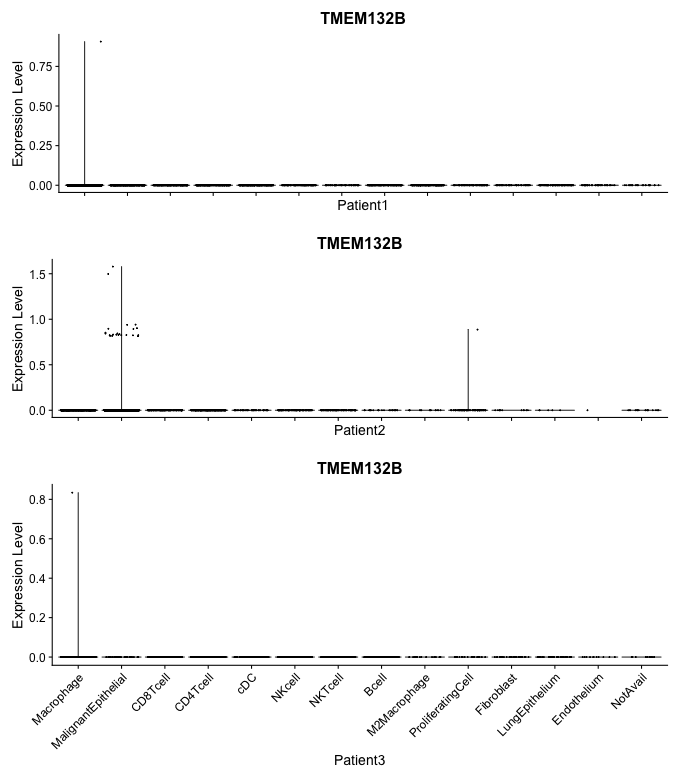 TMEM132B
Expression Level
0.75
0.50
0.25
0.00
Patient1
TMEM132B
Expression Level
1.5
1.0
0.5
0.0
Patient2
TMEM132B
Expression Level
0.8
0.6
0.4
0.2
0.0
Macrophage
MalignantEpithelial
CD8Tcell
CD4Tcell
cDC
NKcell
NKTcell
Bcell
M2Macrophage
ProliferatingCell
Fibroblast
LungEpithelium
Endothelium
NotAvail
Patient3